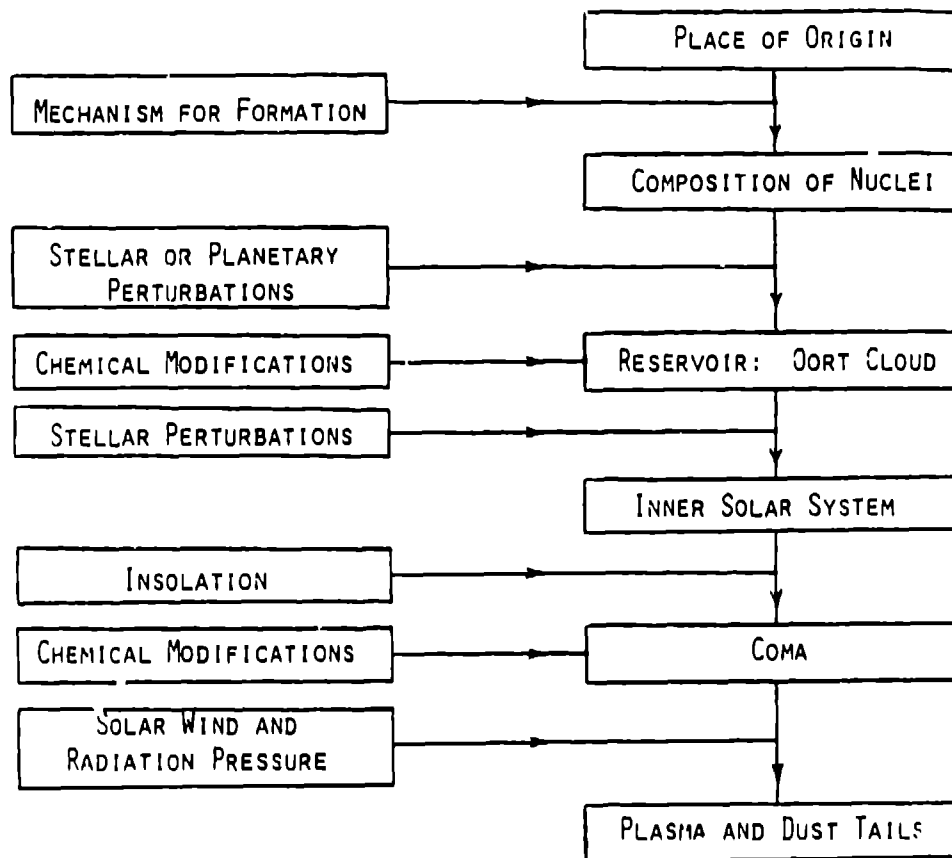 PLACE OF ORIGIN
MECHANISM FOR FORMATION
COMPOSITION OF NUCLEI
STELLAR OR PLANETARY
PERTURBATIONS
CHEMICAL MODIFICATIONS
RESERVOIR: OORT CLOUD
STELLAR PERTURBATIONS
INNER SOLAR SYSTEM
INSOLATION
CHEMICAL MODIFICATIONS
COMA
SOLAR WIND AND
RADIATION PRESSURE
PLASMA AND DUST TAILS